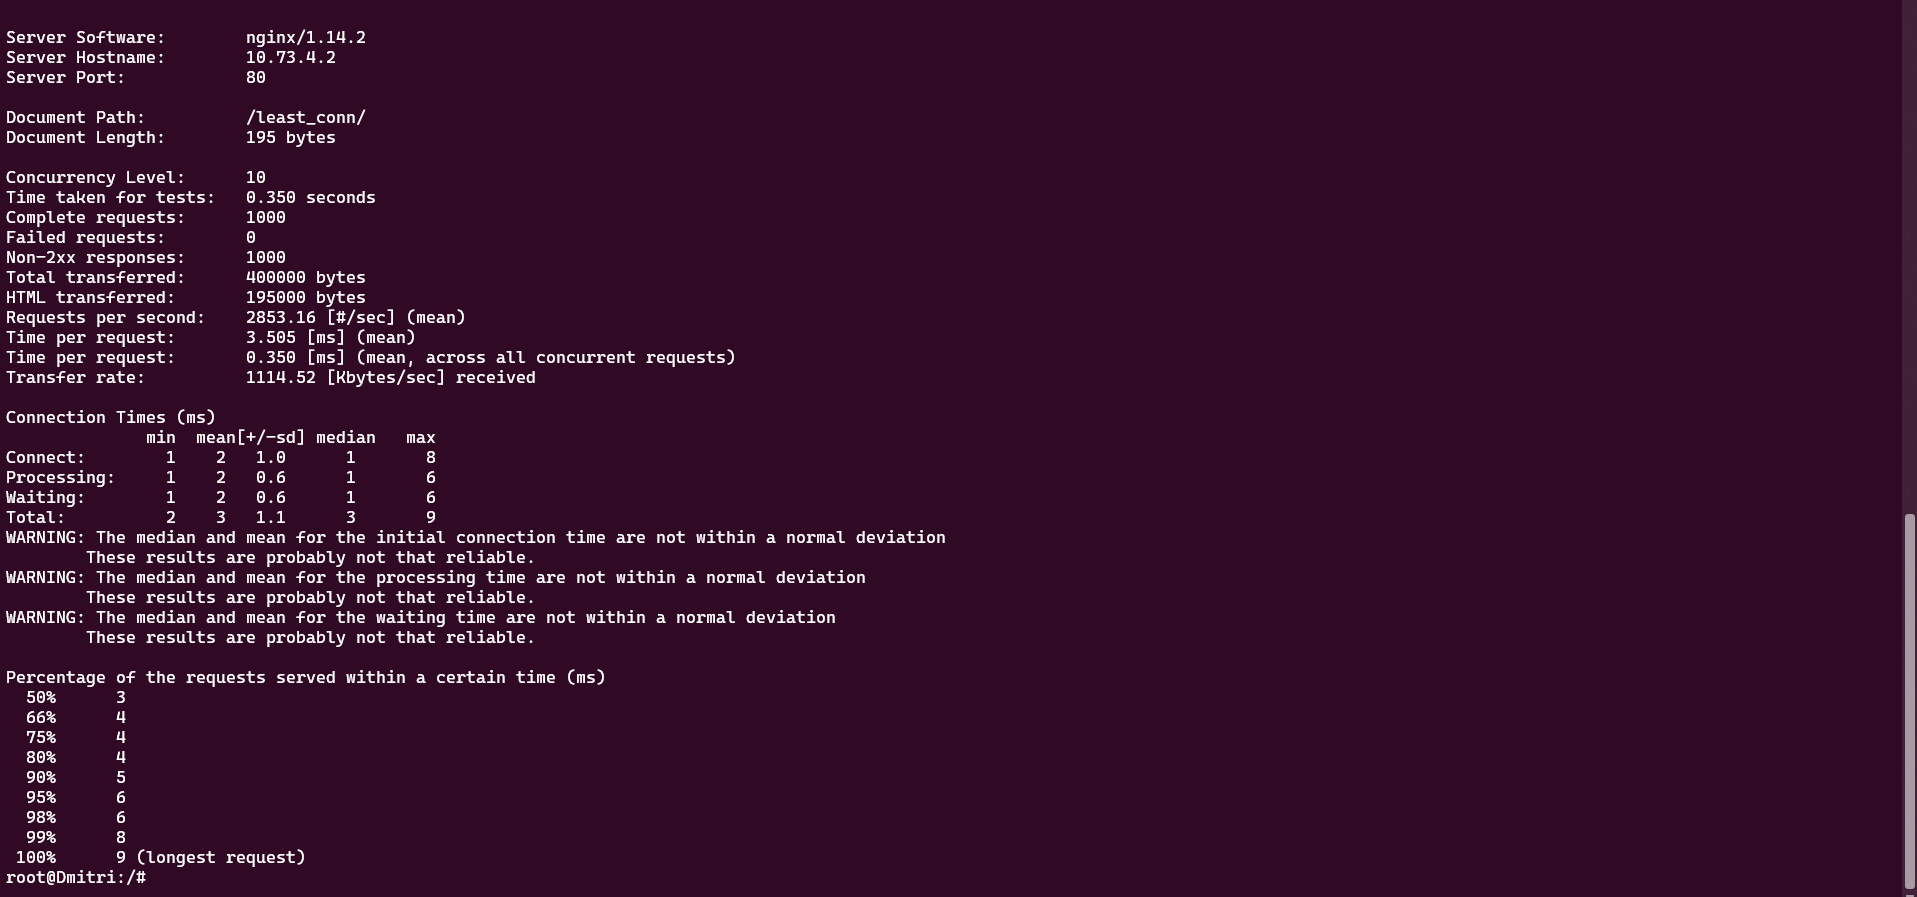 Server Software:        nginx/1.14.2
Server Hostname:        10.73.4.2
Server Port:            80

Document Path:          /least_conn/
Document Length:        195 bytes

Concurrency Level:      10
Time taken for tests:   0.350 seconds
Complete requests:      1000
Failed requests:        0
Non-2xx responses:      1000
Total transferred:      400000 bytes
HTML transferred:       195000 bytes
Requests per second:    2853.16 [#/sec] (mean)
Time per request:       3.505 [ms] (mean)
Time per request:       0.350 [ms] (mean, across all concurrent requests)
Transfer rate:          1114.52 [Kbytes/sec] received

Connection Times (ms)
              min  mean[+/-sd] median   max
Connect:        1    2   1.0      1       8
Processing:     1    2   0.6      1       6
Waiting:        1    2   0.6      1       6
Total:          2    3   1.1      3       9
WARNING: The median and mean for the initial connection time are not within a normal deviation
        These results are probably not that reliable.
WARNING: The median and mean for the processing time are not within a normal deviation
        These results are probably not that reliable.
WARNING: The median and mean for the waiting time are not within a normal deviation
        These results are probably not that reliable.

Percentage of the requests served within a certain time (ms)
  50%      3
  66%      4
  75%      4
  80%      4
  90%      5
  95%      6
  98%      6
  99%      8
 100%      9 (longest request)
root@Dmitri:/#